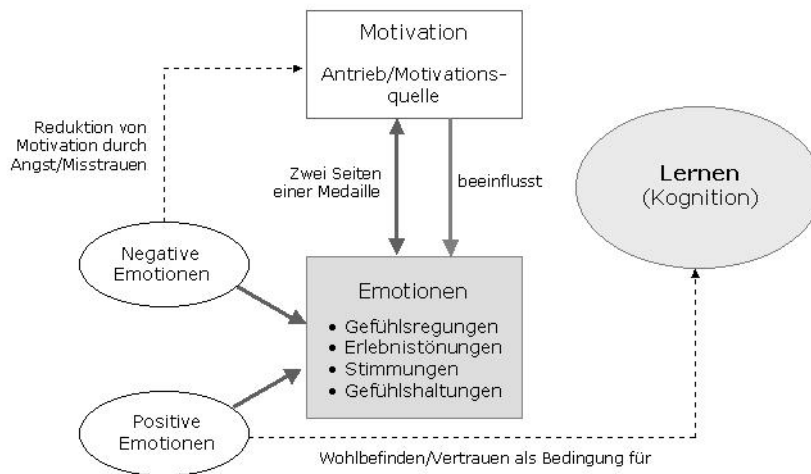 Motivation
Antrieb/Motivations-
quelle
Reduktion von
Motivation durch
Angst/Misstrauen
Zwei Seiten
einer Medaille
beeinflusst
Lernen
(Kognition)
Negative
Emotionen
Emotionen
• Gefühlsregungen
• Erlebnistönungen
• Stimmungen
• Gefühlshaltungen
Positive
Emotionen
Wohlbefinden/Vertrauen als Bedingung für